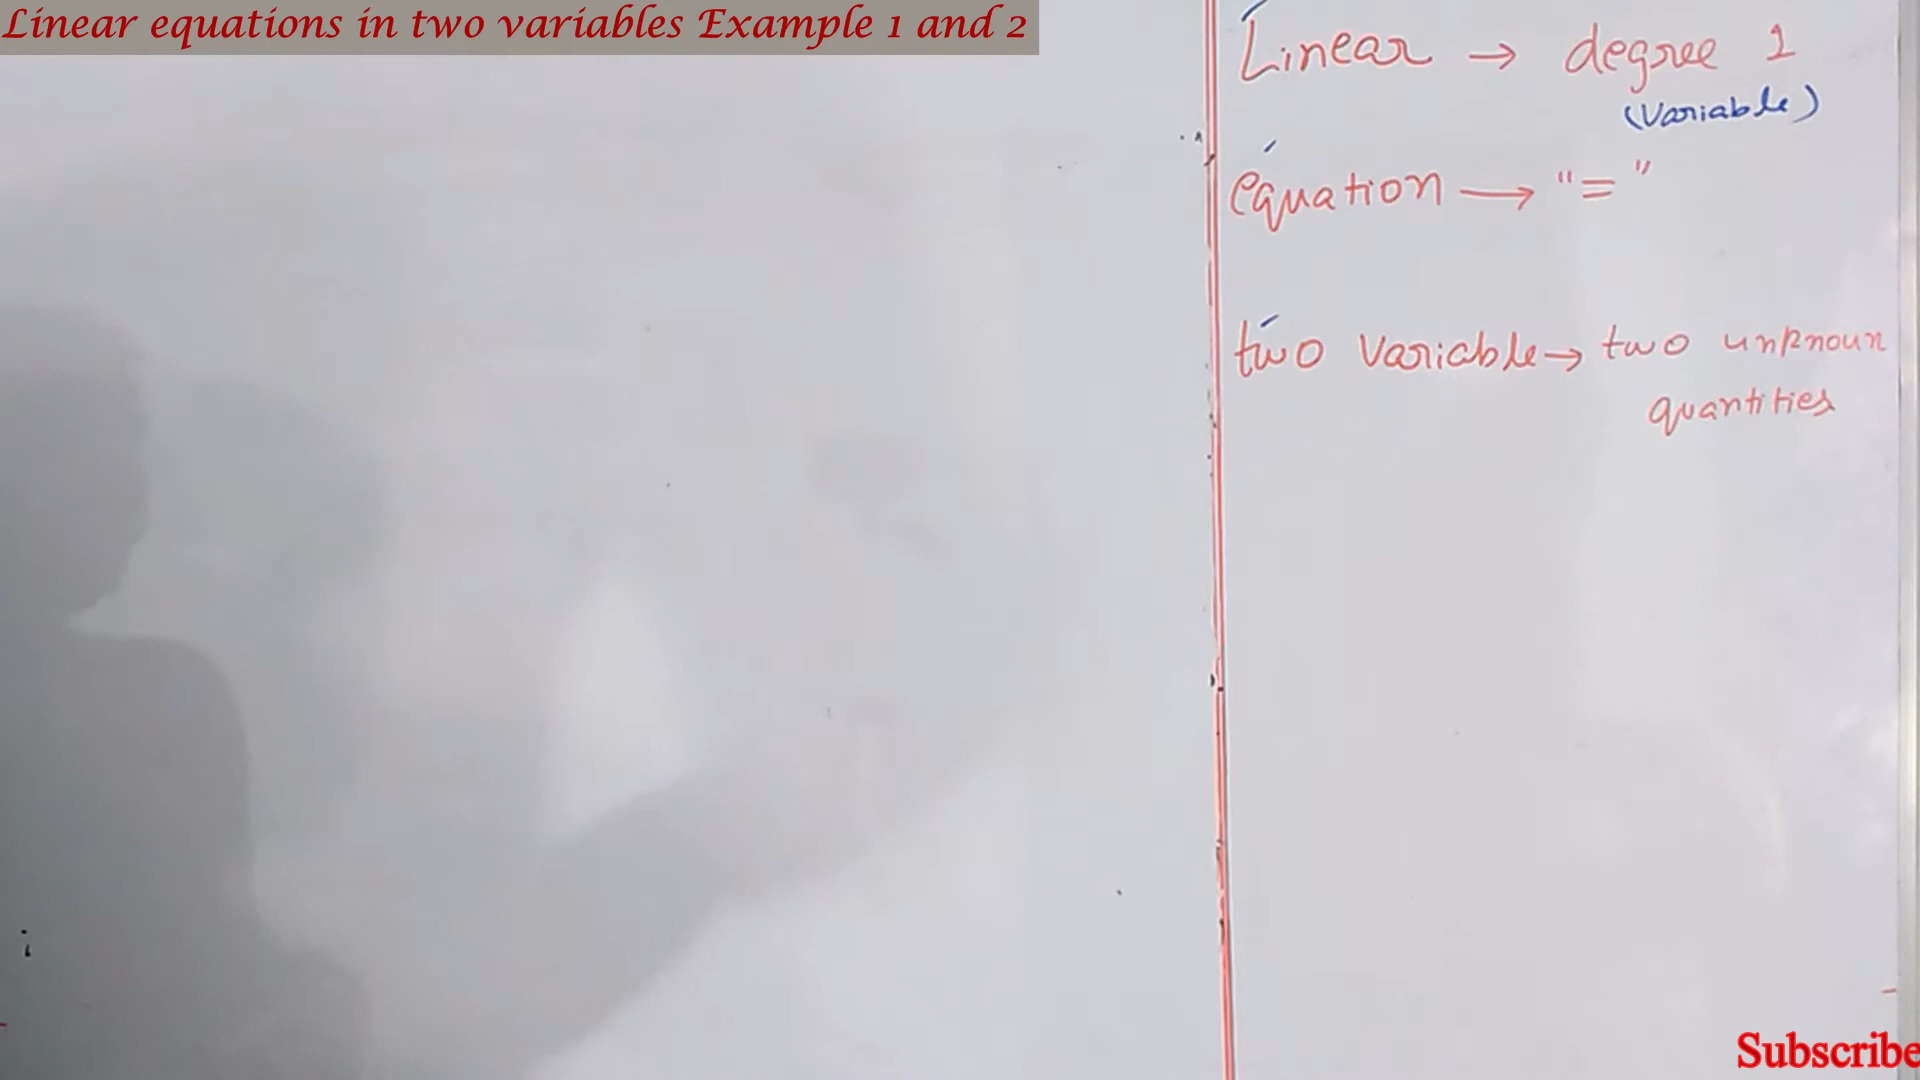 Linear equations in two variables Example 1 and 2
Linear → degree 1
(Variable)
equation → "="
two Variable → two unknoun
quantities
Subscribe